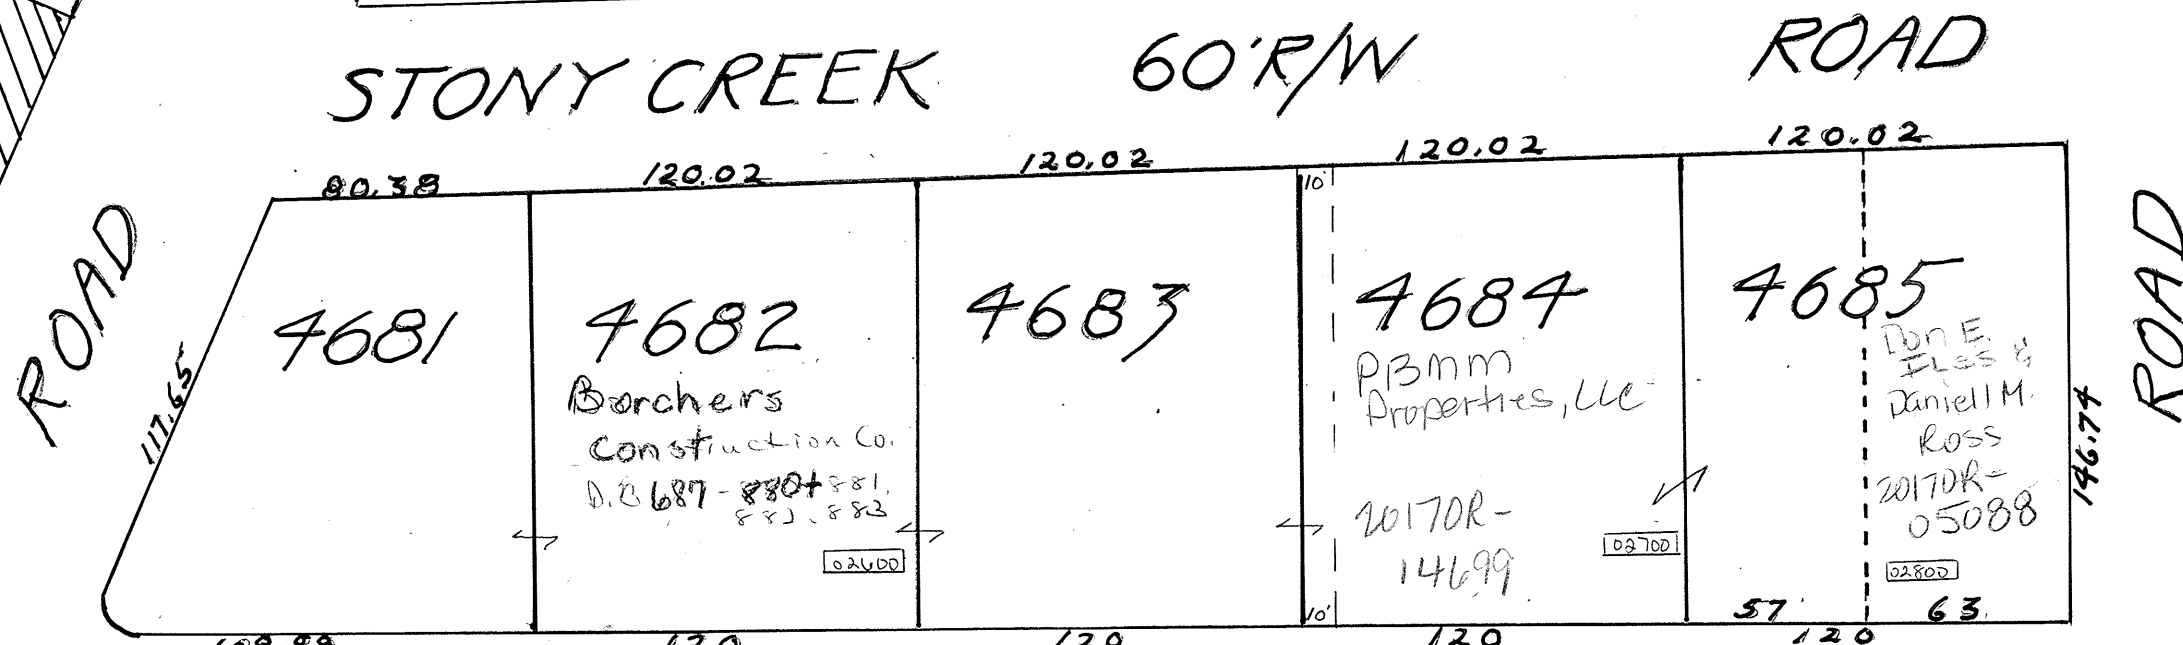 STONY CREEK 60' R/W ROAD
80.38
120.02
120.02
120.02
120.02
10'
ROAD
117.65
4681
4682
Borchers
Construction Co.
687-880+881,
882, 883
02600
4683
4684
PBMM
Properties, LLC
2017OR-
14699
02700
4685
Don E.
Iles &
Daniell M.
Ross
2017OR-
05088
02800
146.74
ROAD
10'
57
63
120
120
120
120